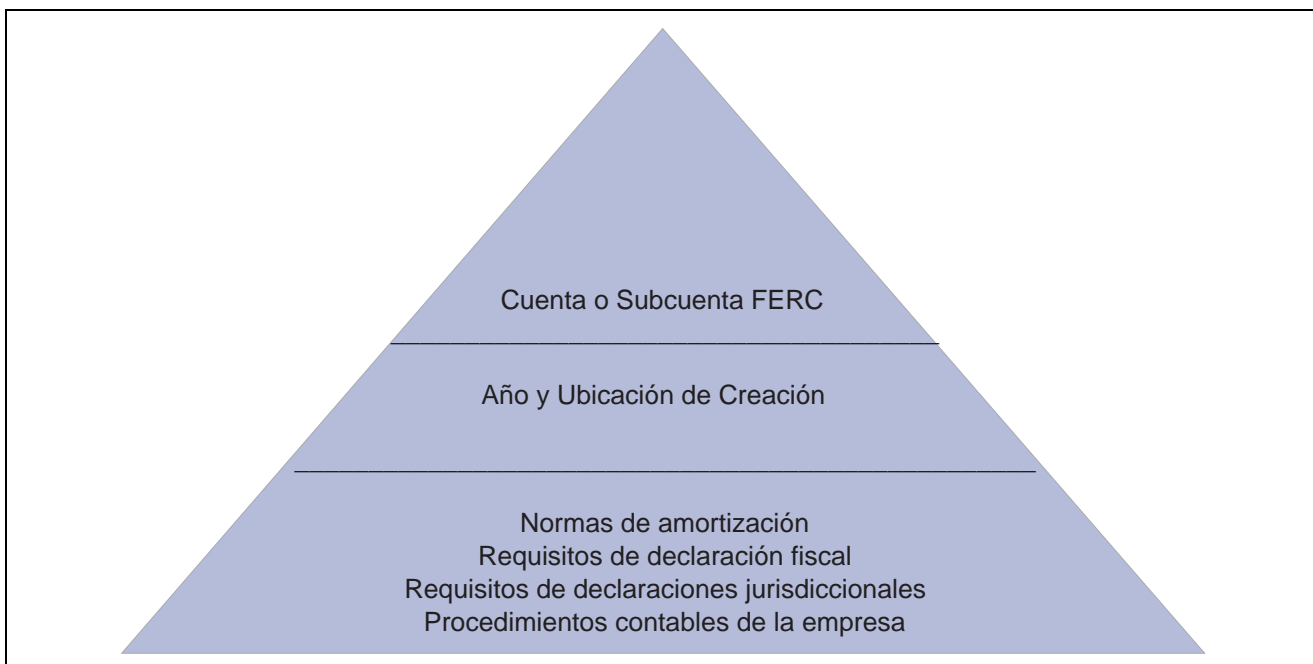 Cuenta o Subcuenta FERC
Año y Ubicación de Creación
Normas de amortización
Requisitos de declaración fiscal
Requisitos de declaraciones jurisdiccionales
Procedimientos contables de la empresa